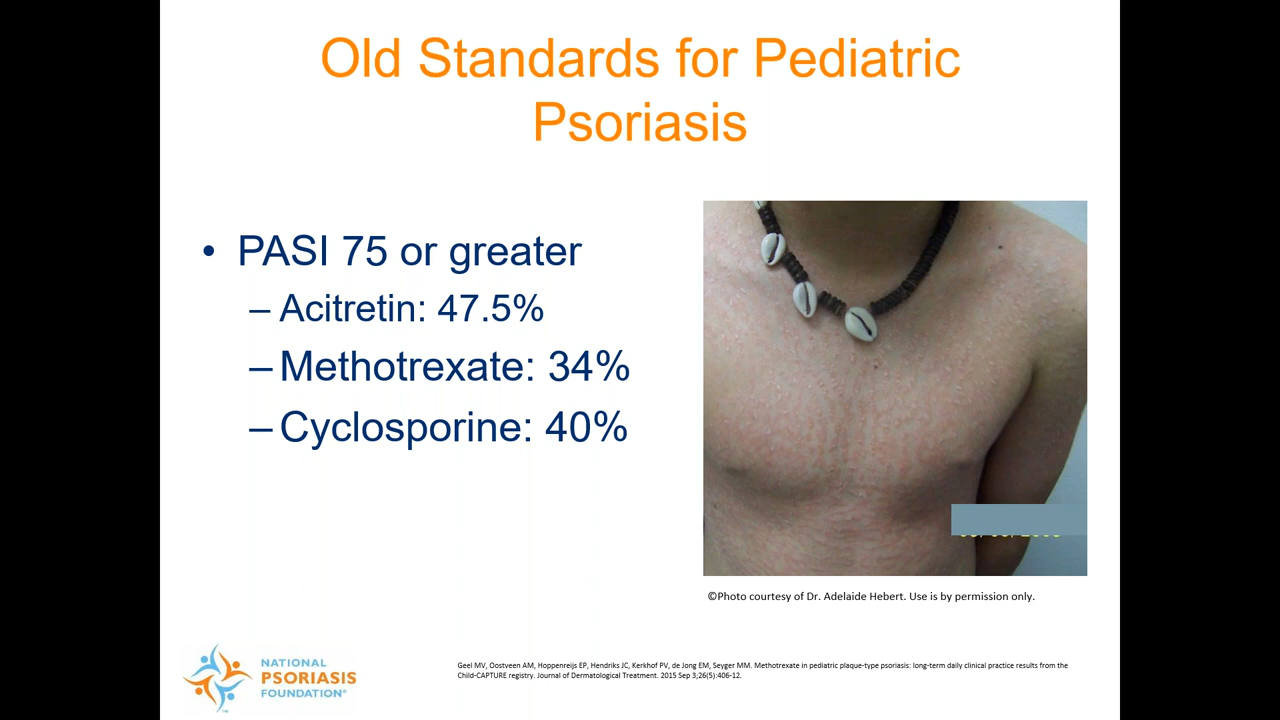 Old Standards for Pediatric
Psoriasis
• PASI 75 or greater
– Acitretin: 47.5%
– Methotrexate: 34%
– Cyclosporine: 40%
©Photo courtesy of Dr. Adelaide Hebert. Use is by permission only.
NATIONAL
PSORIASIS
FOUNDATION®
™
Geel MV, Oostveen AM, Hoppenreijs EP, Hendriks JC, Kerkhof PV, de Jong EM, Seyger MM. Methotrexate in pediatric plaque-type psoriasis: long-term daily clinical practice results from the
Child-CAPTURE registry. Journal of Dermatological Treatment. 2015 Sep 3;26(5):406-12.